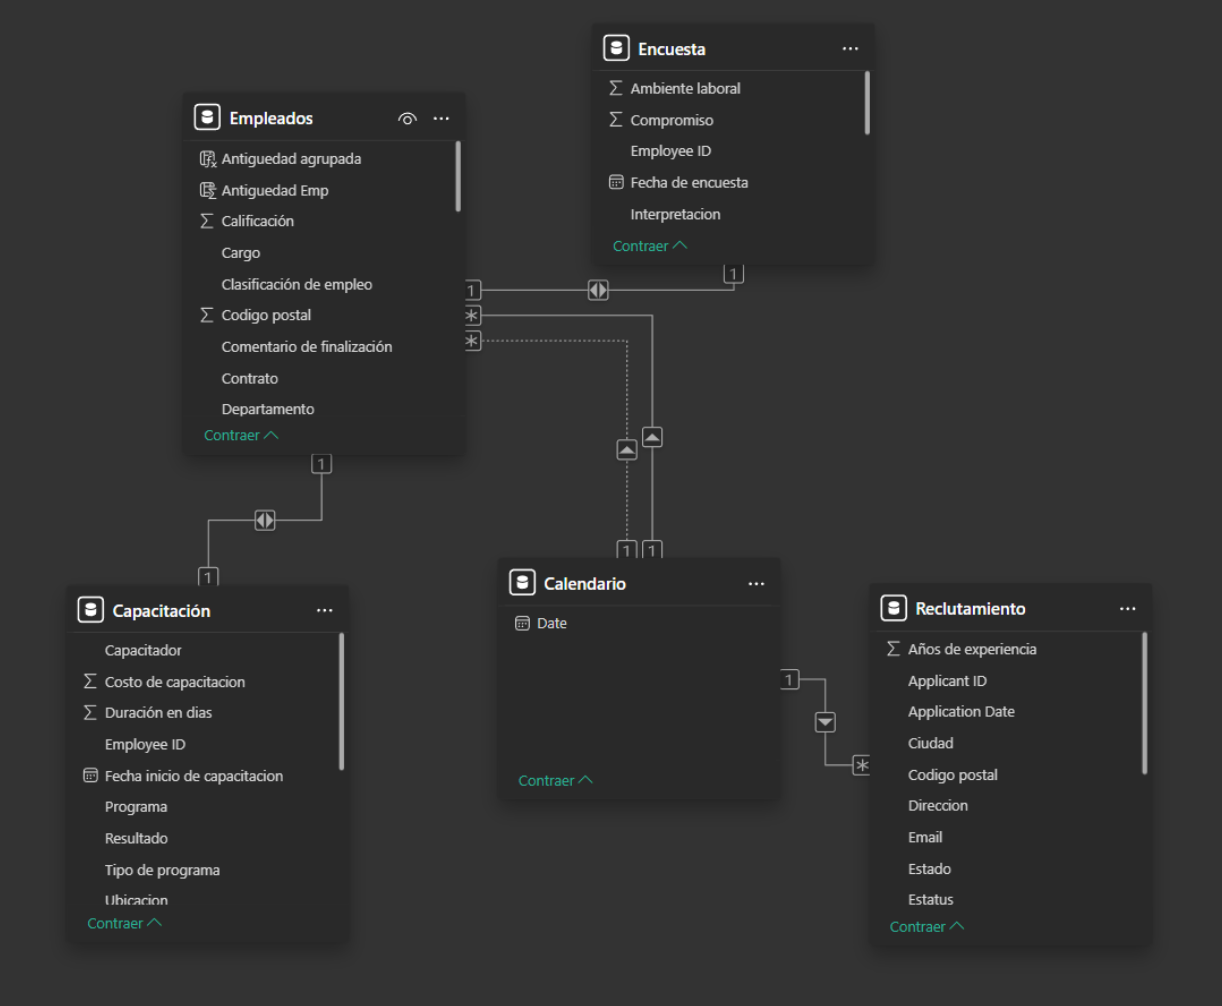 Encuesta
Ambiente laboral
Compromiso
Employee ID
Fecha de encuesta
Interpretacion
Contraer
Empleados
Antiguedad agrupada
Antiguedad Emp
Calificación
Cargo
Clasificación de empleo
Codigo postal
Comentario de finalización
Contrato
Departamento
Contraer
1
1
*
*
1
1
1
1
Capacitación
Capacitador
Costo de capacitacion
Duración en dias
Employee ID
Fecha inicio de capacitacion
Programa
Resultado
Tipo de programa
Ubicacion
Contraer
Calendario
Date
Contraer
1
*
Reclutamiento
Años de experiencia
Applicant ID
Application Date
Ciudad
Codigo postal
Direccion
Email
Estado
Estatus
Contraer